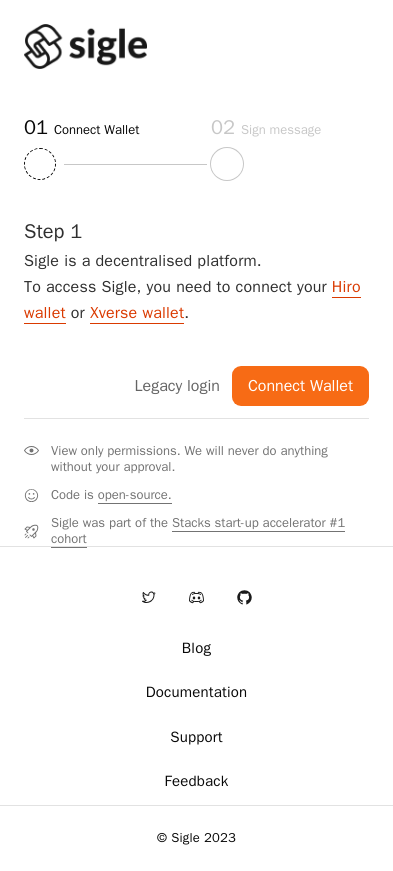 sigle
01 Connect Wallet
02 Sign message
Step 1
Sigle is a decentralised platform.
To access Sigle, you need to connect your Hiro
wallet or Xverse wallet.
Legacy login
Connect Wallet
View only permissions. We will never do anything
without your approval.
Code is open-source.
Sigle was part of the Stacks start-up accelerator #1
cohort
Blog
Documentation
Support
Feedback
© Sigle 2023